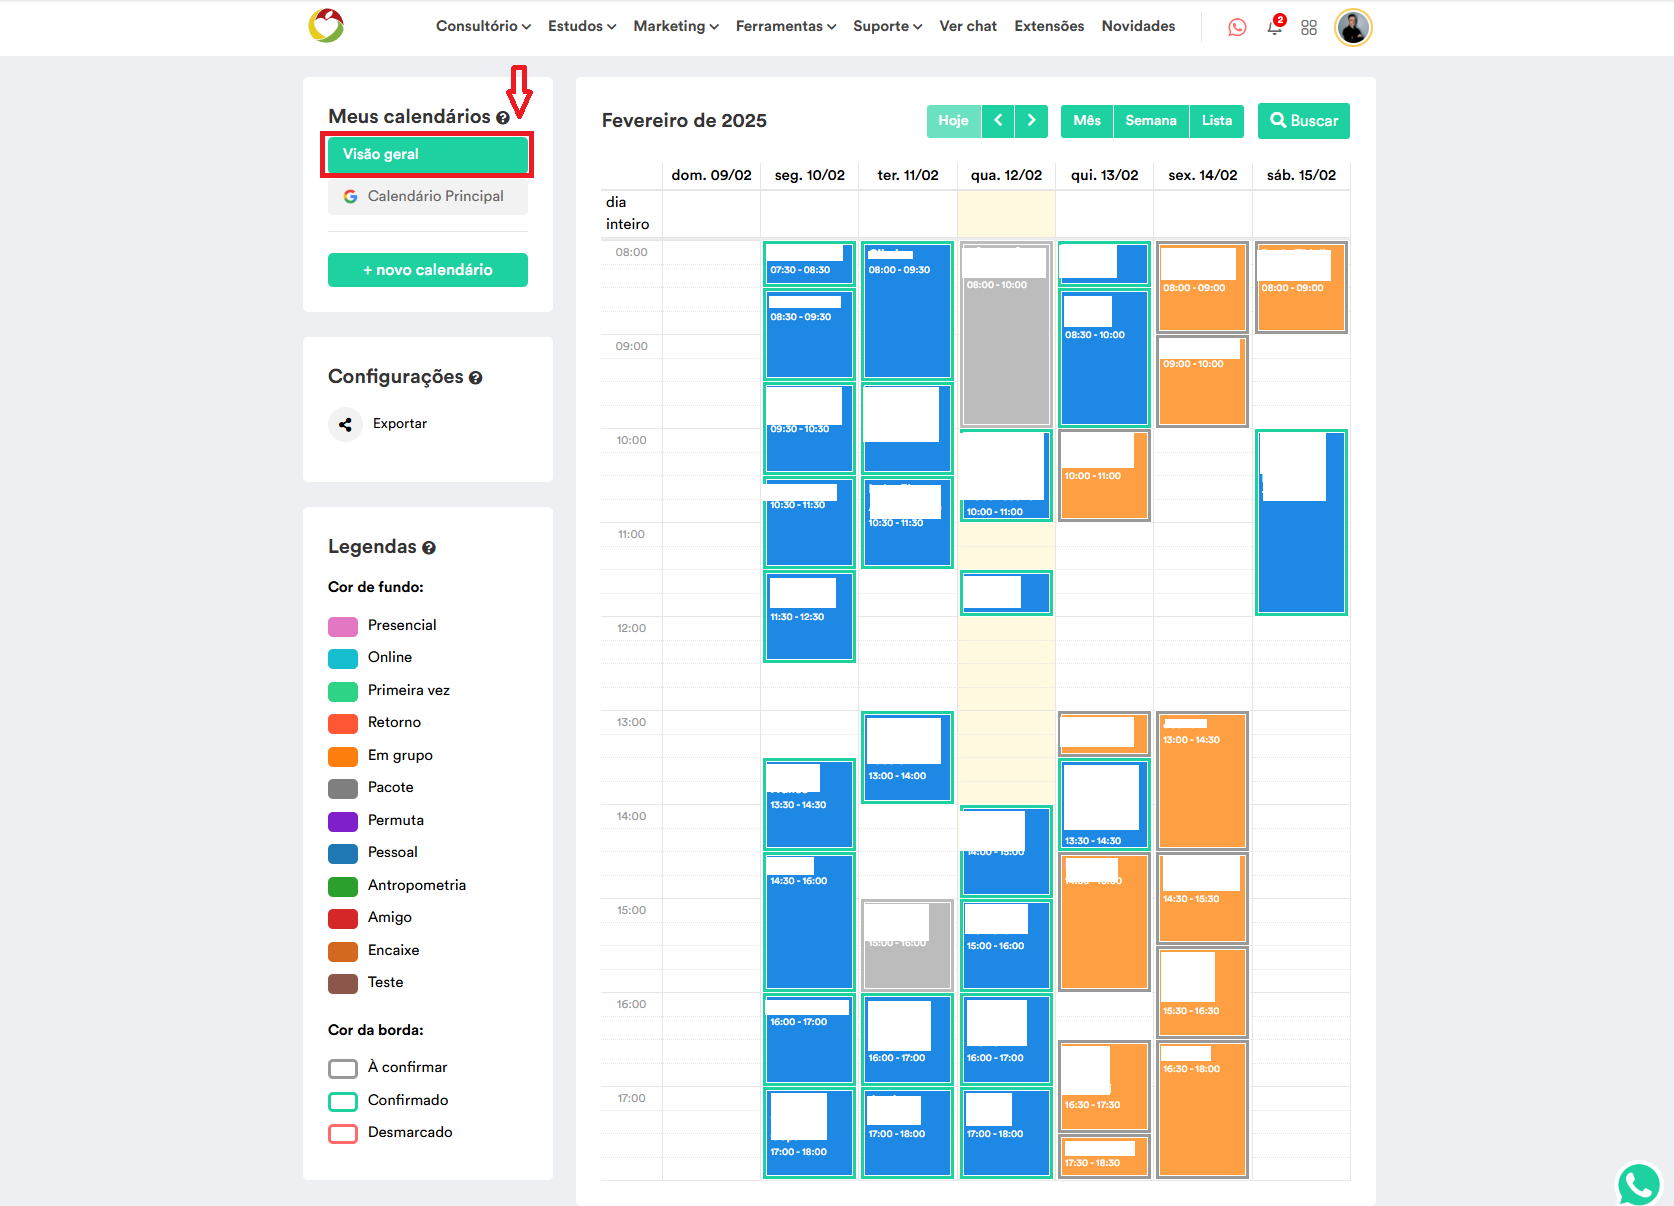 Consultório
Estudos
Marketing
Ferramentas
Suporte
Ver chat
Extensões
Novidades
2
Meus calendários
Visão geral
Calendário Principal
+ novo calendário
Configurações
Exportar
Legendas
Cor de fundo:
Presencial
Online
Primeira vez
Retorno
Em grupo
Pacote
Permuta
Pessoal
Antropometria
Amigo
Encaixe
Teste
Cor da borda:
À confirmar
Confirmado
Desmarcado
Fevereiro de 2025
Hoje
Mês
Semana
Lista
Buscar
dom. 09/02
seg. 10/02
ter. 11/02
qua. 12/02
qui. 13/02
sex. 14/02
sáb. 15/02
dia
inteiro
08:00
09:00
10:00
11:00
12:00
13:00
14:00
15:00
16:00
17:00
07:30 - 08:30
08:30 - 09:30
09:30 - 10:30
10:30 - 11:30
11:30 - 12:30
13:30 - 14:30
14:30 - 16:00
16:00 - 17:00
17:00 - 18:00
08:00 - 09:30
10:30 - 11:30
13:00 - 14:00
15:00 - 16:00
16:00 - 17:00
17:00 - 18:00
08:00 - 10:00
10:00 - 11:00
14:00 - 15:00
15:00 - 16:00
16:00 - 17:00
17:00 - 18:00
08:30 - 10:00
10:00 - 11:00
13:30 - 14:30
16:30 - 17:30
17:30 - 18:30
08:00 - 09:00
09:00 - 10:00
13:00 - 14:30
14:30 - 15:30
15:30 - 16:30
16:30 - 18:00
08:00 - 09:00